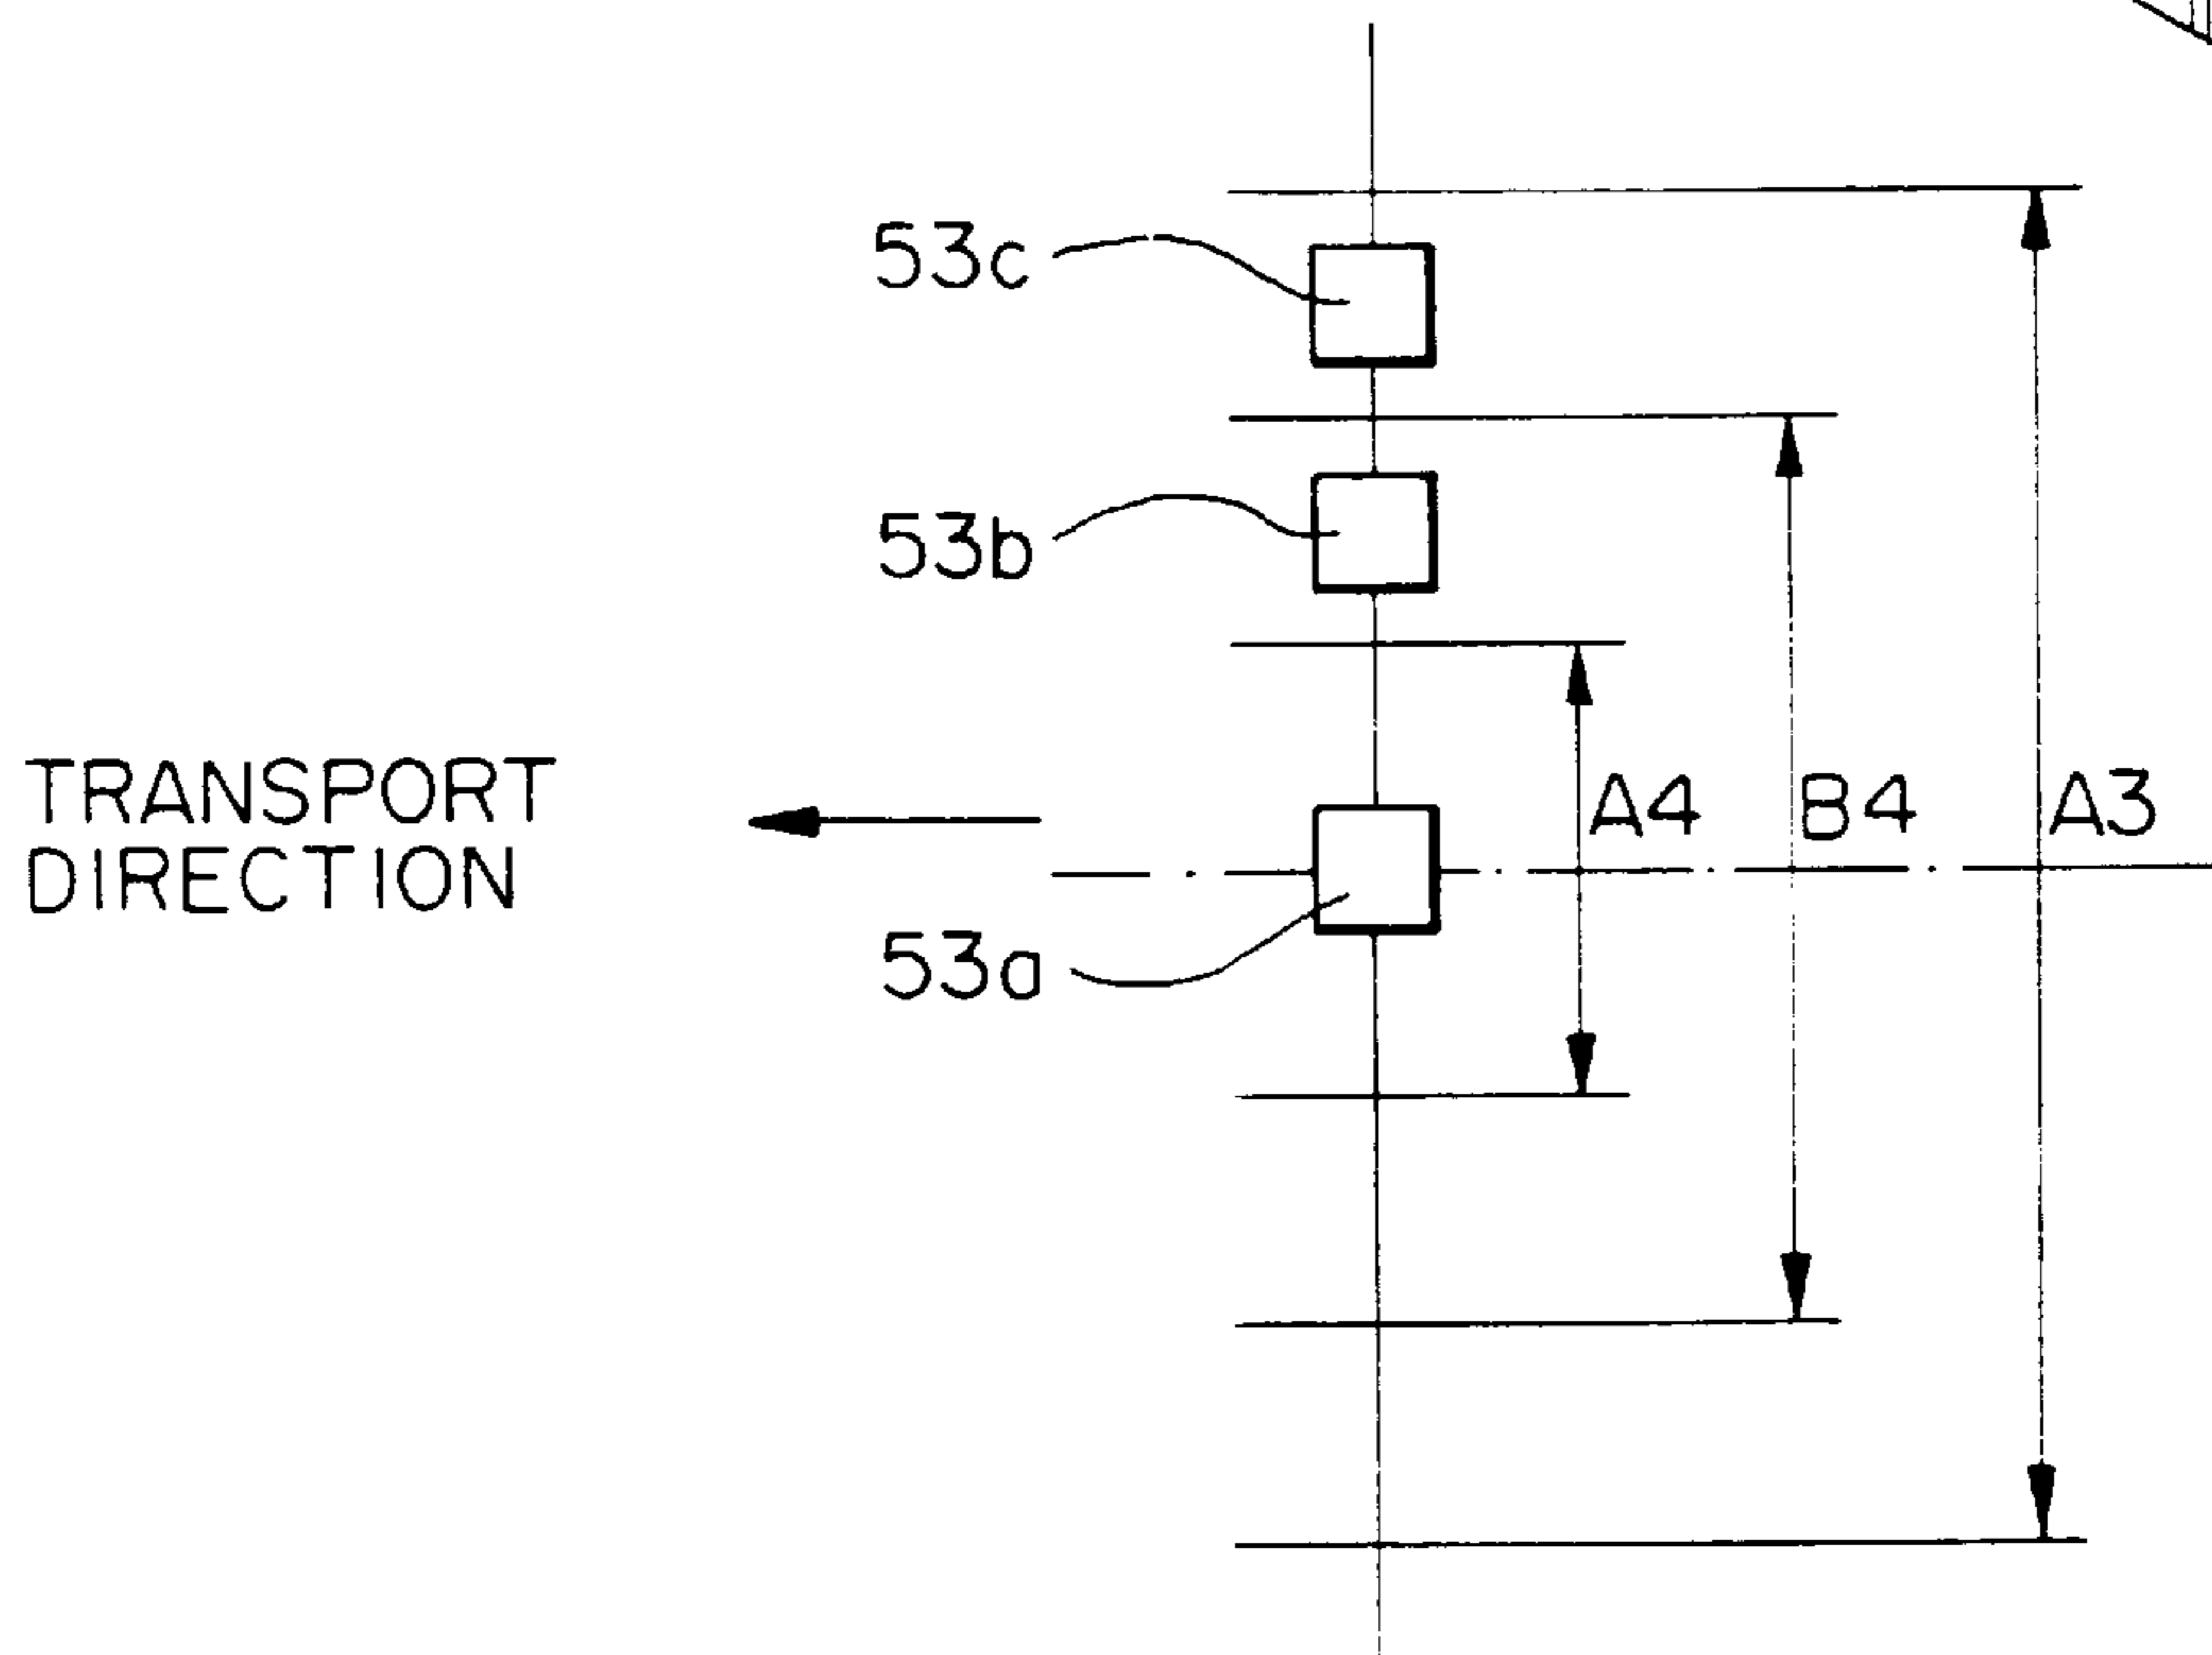 53c
53b
TRANSPORT
DIRECTION
A4
B4
A3
53a